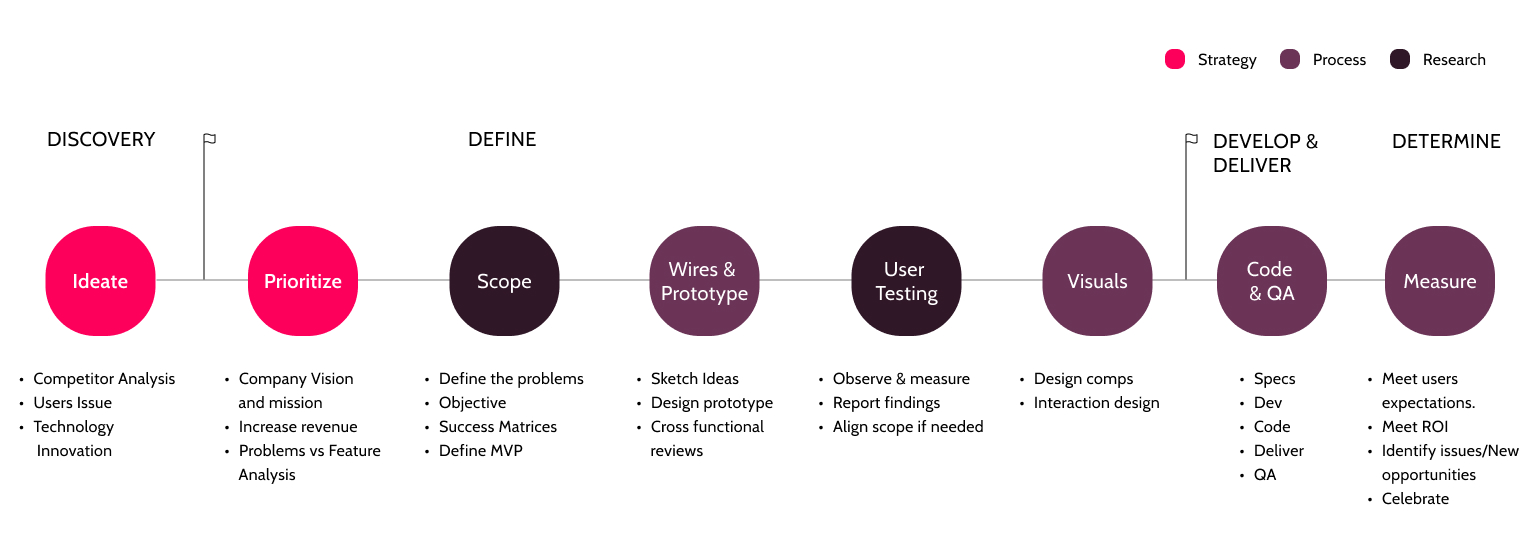 Strategy
Process
Research
DISCOVERY
DEFINE
DEVELOP &
DELIVER
DETERMINE
Ideate
Prioritize
Scope
Wires &
Prototype
User
Testing
Visuals
Code
& QA
Measure
• Competitor Analysis
• Users Issue
• Technology
Innovation
• Company Vision
and mission
• Increase revenue
• Problems vs Feature
Analysis
• Define the problems
• Objective
• Success Matrices
• Define MVP
• Sketch Ideas
• Design prototype
• Cross functional
reviews
• Observe & measure
• Report findings
• Align scope if needed
• Design comps
• Interaction design
• Specs
• Dev
• Code
• Deliver
• QA
• Meet users
expectations.
• Meet ROI
• Identify issues/New
opportunities
• Celebrate